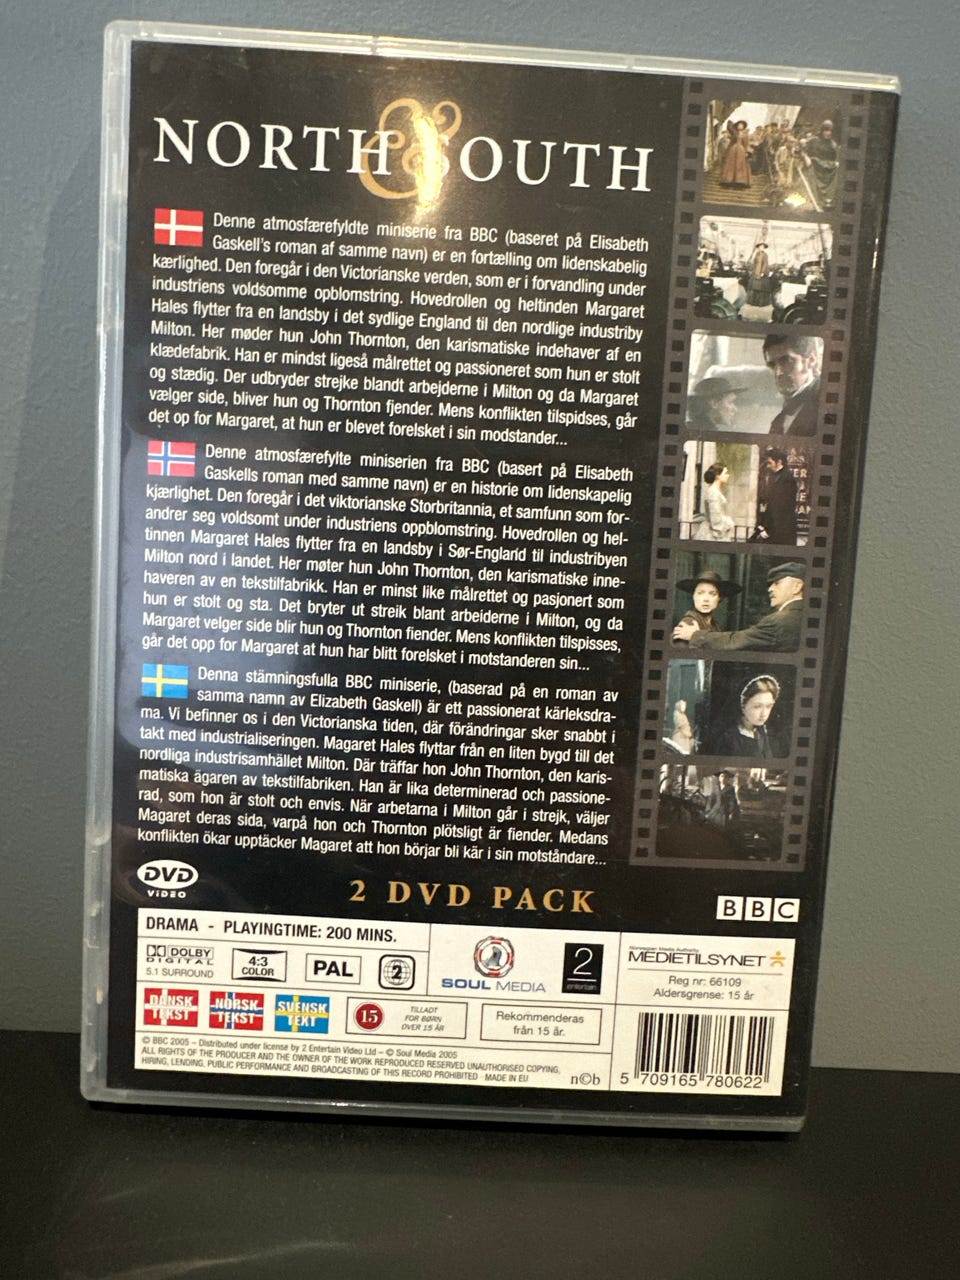 NORTH & SOUTH
Denne atmosfærefyldte miniserie fra BBC (baseret på Elisabeth
Gaskell's roman af samme navn) er en fortælling om lidenskabelig
kærlighed. Den foregår i den Victorianske verden, som er i forvandling under
industriens voldsomme opblomstring. Hovedrollen og heltinden Margaret
Hales flytter fra en landsby i det sydlige England til den nordlige industriby
Milton. Her møder hun John Thornton, den karismatiske indehaver af en
klædefabrik. Han er mindst ligeså målrettet og passioneret som hun er stolt
og stædig. Der udbryder strejke blandt arbejderne i Milton og da Margaret
vælger side, bliver hun og Thornton fjender. Mens konflikten tilspidses, går
det op for Margaret, at hun er blevet forelsket i sin modstander...
Denne atmosfærefylte miniserien fra BBC (basert på Elisabeth
Gaskells roman med samme navn) er en historie om lidenskapelig
kjærlighet. Den foregår i det viktorianske Storbritannia, et samfunn som for-
andrer seg voldsomt under industriens oppblomstring. Hovedrollen og hel-
tinnen Margaret Hales flytter fra en landsby i Sør-England til industribyen
Milton nord i landet. Her møter hun John Thornton, den karismatiske inne-
haveren av en tekstilfabrikk. Han er minst like målrettet og pasjonert som
hun er stolt og sta. Det bryter ut streik blant arbeiderne i Milton, og da
Margaret velger side blir hun og Thornton fiender. Mens konflikten tilspisses,
går det opp for Margaret at hun har blitt forelsket i motstanderen sin...
Denna stämningsfulla BBC miniserie, (baserad på en roman av
samma namn av Elizabeth Gaskell) är ett passionerat kärleksdra-
ma. Vi befinner os i den Victorianska tiden, där förändringar sker snabbt i
takt med industrialiseringen. Magaret Hales flyttar från en liten bygd till det
nordliga industrisamhället Milton. Där träffar hon John Thornton, den karis-
matiska ägaren av tekstilfabriken. Han är lika determinerad och passione-
rad, som hon är stolt och envis. När arbetarna i Milton går i strejk, väljer
Magaret deras sida, varpå hon och Thornton plötsligt är fiender. Medans
konflikten ökar upptäcker Magaret att hon börjar bli kär i sin motståndare...
DVD
VIDEO
2 DVD PACK
BBC
DRAMA - PLAYINGTIME: 200 MINS.
DOLBY
DIGITAL
5.1 SURROUND
4:3
COLOR
PAL
2
SOUL MEDIA
2
entertain
Norwegian Media Authority
MEDIETILSYNET
Reg nr: 66109
Aldersgrense: 15 år
DANSK
TEKST
NORSK
TEKST
SVENSK
TEXT
15
TILLADT
FOR BØRN
OVER 15 ÅR
Rekommenderas
från 15 år.
© BBC 2005 – Distributed under license by 2 Entertain Video Ltd – © Soul Media 2005
ALL RIGHTS OF THE PRODUCER AND THE OWNER OF THE WORK REPRODUCED RESERVED UNAUTHORISED COPYING,
HIRING, LENDING, PUBLIC PERFORMANCE AND BROADCASTING OF THIS RECORD PROHIBITED · MADE IN EU
n©b
5 709165 780622